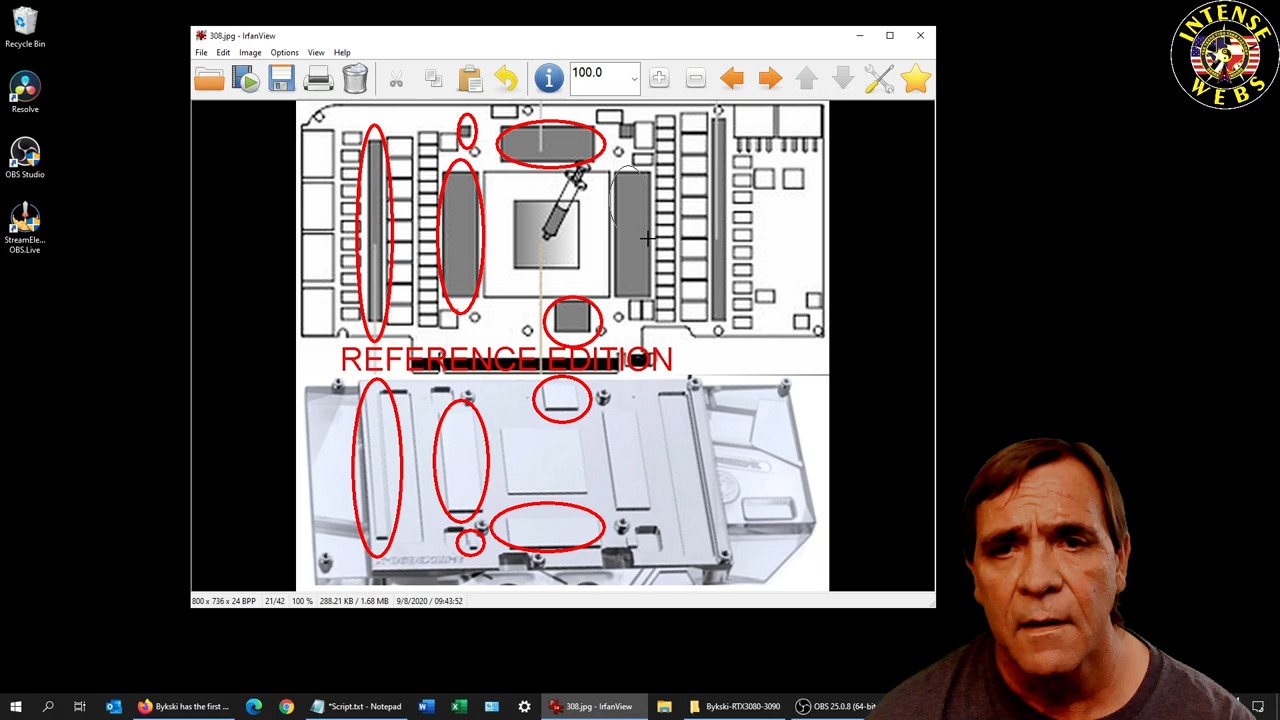 308.jpg - IrfanView
File Edit Image Options View Help
100.0
Recycle Bin
Resolve
OBS Studio
StreamEle...
OBS.Live
INTENSE
WEBS
REFERENCE EDITION
800 x 736 x 24 BPP 21/42 100 % 288.21 KB / 1.68 MB 9/8/2020 / 09:43:52
Bykski has the first ... *Script.txt - Notepad 308.jpg - IrfanView Bykski-RTX3080-3090 OBS 25.0.8 (64-bit